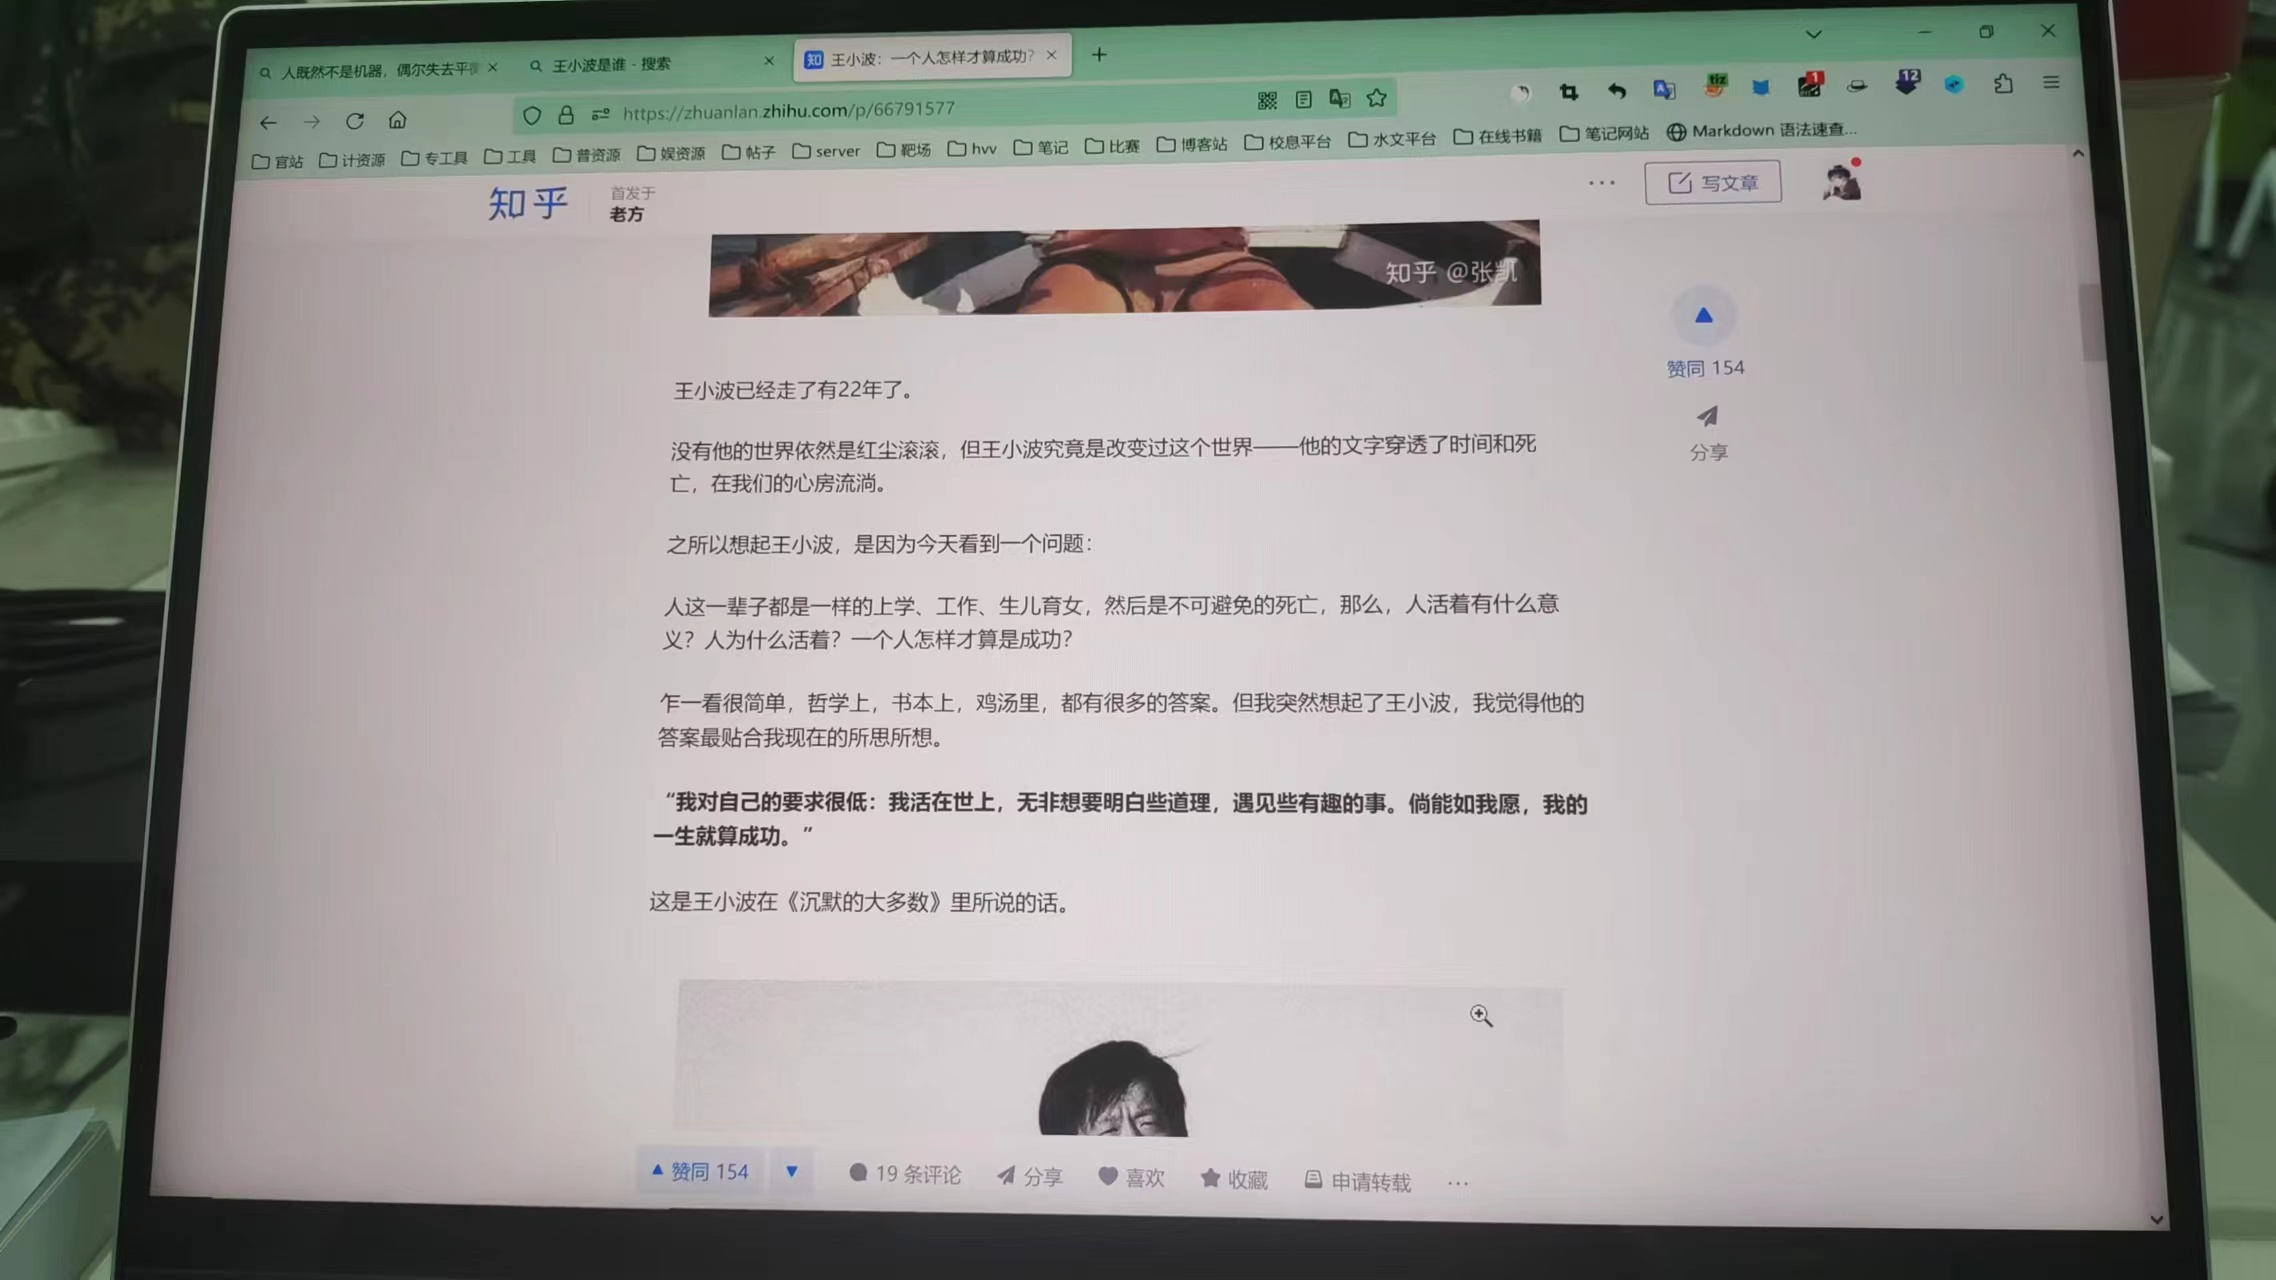 人既然不是机器，偶尔失去平衡
王小波是谁 - 搜索
王小波：一个人怎样才算成功？
https://zhuanlan.zhihu.com/p/66791577
tiz
1
12
官站 计资源 专工具 工具 普资源 娱资源 帖子 server 靶场 hvv 笔记 比赛 博客站 校息平台 水文平台 在线书籍 笔记网站 Markdown 语法速查...
知乎
首发于
老方
写文章
知乎 @张凯
赞同 154
分享
王小波已经走了有22年了。
没有他的世界依然是红尘滚滚，但王小波究竟是改变过这个世界——他的文字穿透了时间和死
亡，在我们的心房流淌。
之所以想起王小波，是因为今天看到一个问题：
人这一辈子都是一样的上学、工作、生儿育女，然后是不可避免的死亡，那么，人活着有什么意
义？人为什么活着？一个人怎样才算是成功？
乍一看很简单，哲学上，书本上，鸡汤里，都有很多的答案。但我突然想起了王小波，我觉得他的
答案最贴合我现在的所思所想。
“我对自己的要求很低：我活在世上，无非想要明白些道理，遇见些有趣的事。倘能如我愿，我的
一生就算成功。”
这是王小波在《沉默的大多数》里所说的话。
赞同 154 19 条评论 分享 喜欢 收藏 申请转载